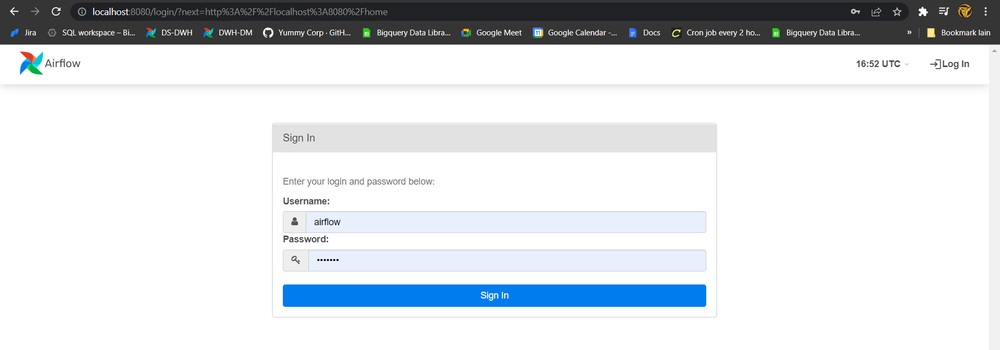 localhost:8080/login/?next=http%3A%2F%2Flocalhost%3A8080%2Fhome
Jira SQL workspace – Bi... DS-DWH DWH-DM Yummy Corp · GitH... Bigquery Data Libra... 11 Google Meet Google Calendar -... Docs Cron job every 2 ho... Bigquery Data Libra... » Bookmark lain
Airflow 16:52 UTC Log In
Sign In
Enter your login and password below:
Username:
airflow
Password:
•••••••
Sign In